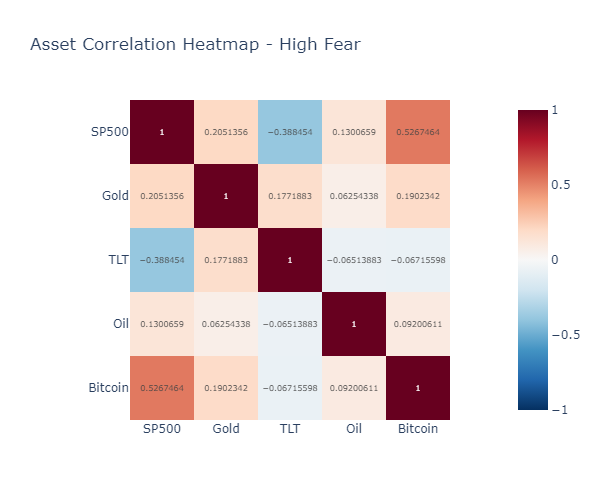 Asset Correlation Heatmap - High Fear
SP500 1 0.2051356 −0.388454 0.1300659 0.5267464
Gold 0.2051356 1 0.1771883 0.06254338 0.1902342
TLT −0.388454 0.1771883 1 −0.06513883 −0.06715598
Oil 0.1300659 0.06254338 −0.06513883 1 0.09200611
Bitcoin 0.5267464 0.1902342 −0.06715598 0.09200611 1
SP500 Gold TLT Oil Bitcoin
1
0.5
0
−0.5
−1